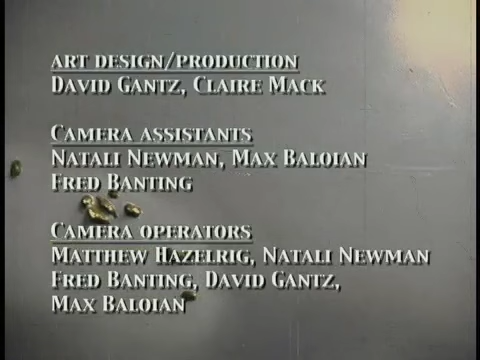 ART DESIGN/PRODUCTION
DAVID GANTZ, CLAIRE MACK
CAMERA ASSISTANTS
NATALI NEWMAN, MAX BALOIAN
FRED BANTING
CAMERA OPERATORS
MATTHEW HAZELRIG, NATALI NEWMAN
FRED BANTING, DAVID GANTZ,
MAX BALOIAN